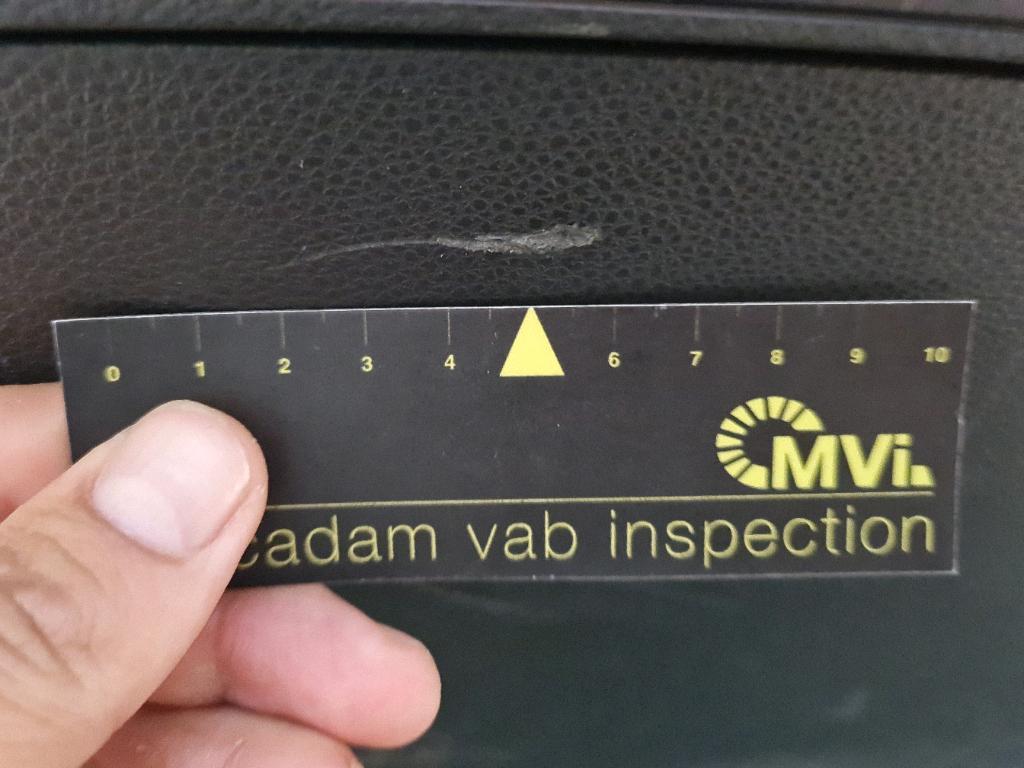 0 1 2 3 4 6 7 8 9 10
MVi
cadam vab inspection